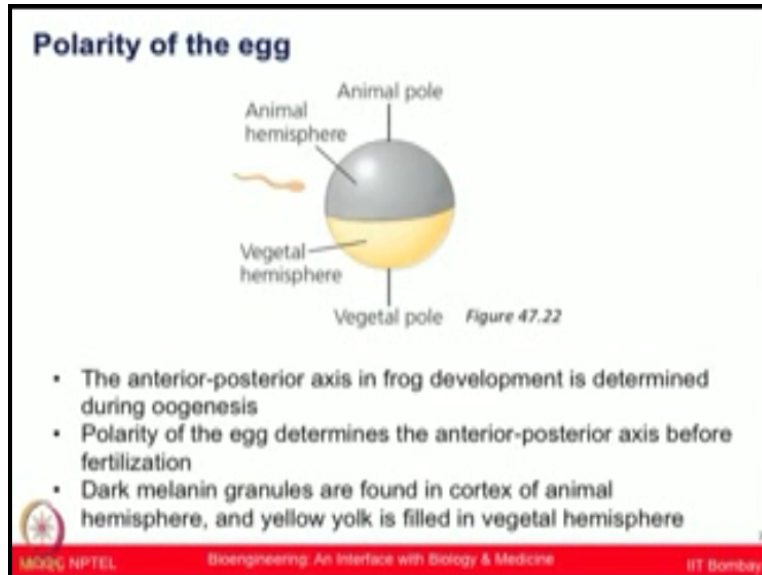 Polarity of the egg
Animal pole
Animal
hemisphere
Vegetal
hemisphere
Vegetal pole
Figure 47.22
• The anterior-posterior axis in frog development is determined
during oogenesis
• Polarity of the egg determines the anterior-posterior axis before
fertilization
• Dark melanin granules are found in cortex of animal
hemisphere, and yellow yolk is filled in vegetal hemisphere
MOOC NPTEL
Bioengineering: An Interface with Biology & Medicine
IIT Bombay